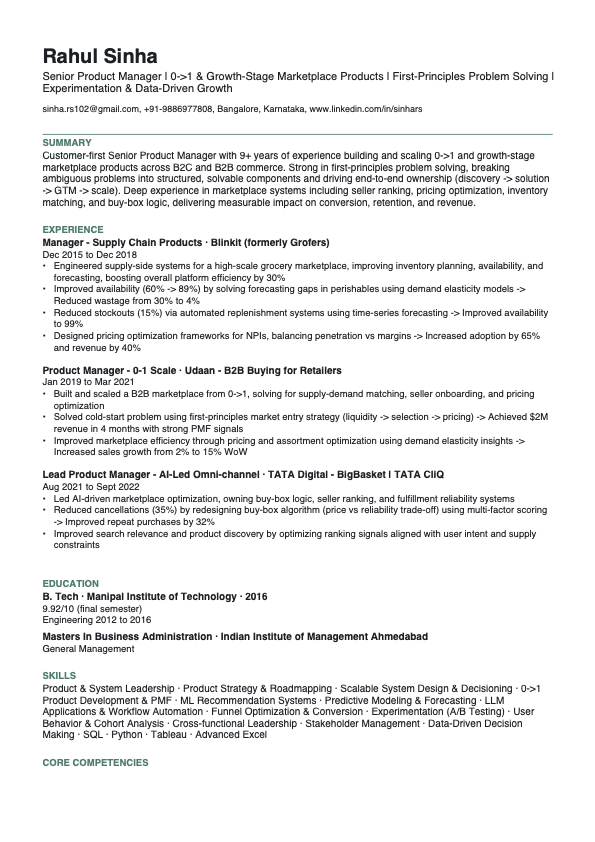 Rahul Sinha
Senior Product Manager | 0->1 & Growth-Stage Marketplace Products | First-Principles Problem Solving |
Experimentation & Data-Driven Growth
sinha.rs102@gmail.com, +91-9886977808, Bangalore, Karnataka, www.linkedin.com/in/sinhars
SUMMARY
Customer-first Senior Product Manager with 9+ years of experience building and scaling 0->1 and growth-stage
marketplace products across B2C and B2B commerce. Strong in first-principles problem solving, breaking
ambiguous problems into structured, solvable components and driving end-to-end ownership (discovery -> solution
-> GTM -> scale). Deep experience in marketplace systems including seller ranking, pricing optimization, inventory
matching, and buy-box logic, delivering measurable impact on conversion, retention, and revenue.
EXPERIENCE
Manager - Supply Chain Products · Blinkit (formerly Grofers)
Dec 2015 to Dec 2018
• Engineered supply-side systems for a high-scale grocery marketplace, improving inventory planning, availability, and
forecasting, boosting overall platform efficiency by 30%
• Improved availability (60% -> 89%) by solving forecasting gaps in perishables using demand elasticity models ->
Reduced wastage from 30% to 4%
• Reduced stockouts (15%) via automated replenishment systems using time-series forecasting -> Improved availability
to 99%
• Designed pricing optimization frameworks for NPIs, balancing penetration vs margins -> Increased adoption by 65%
and revenue by 40%
Product Manager - 0-1 Scale · Udaan - B2B Buying for Retailers
Jan 2019 to Mar 2021
• Built and scaled a B2B marketplace from 0->1, solving for supply-demand matching, seller onboarding, and pricing
optimization
• Solved cold-start problem using first-principles market entry strategy (liquidity -> selection -> pricing) -> Achieved $2M
revenue in 4 months with strong PMF signals
• Improved marketplace efficiency through pricing and assortment optimization using demand elasticity insights ->
Increased sales growth from 2% to 15% WoW
Lead Product Manager - AI-Led Omni-channel · TATA Digital - BigBasket | TATA CliQ
Aug 2021 to Sept 2022
• Led AI-driven marketplace optimization, owning buy-box logic, seller ranking, and fulfillment reliability systems
• Reduced cancellations (35%) by redesigning buy-box algorithm (price vs reliability trade-off) using multi-factor scoring
-> Improved repeat purchases by 32%
• Improved search relevance and product discovery by optimizing ranking signals aligned with user intent and supply
constraints
EDUCATION
B. Tech · Manipal Institute of Technology · 2016
9.92/10 (final semester)
Engineering 2012 to 2016
Masters In Business Administration · Indian Institute of Management Ahmedabad
General Management
SKILLS
Product & System Leadership · Product Strategy & Roadmapping · Scalable System Design & Decisioning · 0->1
Product Development & PMF · ML Recommendation Systems · Predictive Modeling & Forecasting · LLM
Applications & Workflow Automation · Funnel Optimization & Conversion · Experimentation (A/B Testing) · User
Behavior & Cohort Analysis · Cross-functional Leadership · Stakeholder Management · Data-Driven Decision
Making · SQL · Python · Tableau · Advanced Excel
CORE COMPETENCIES